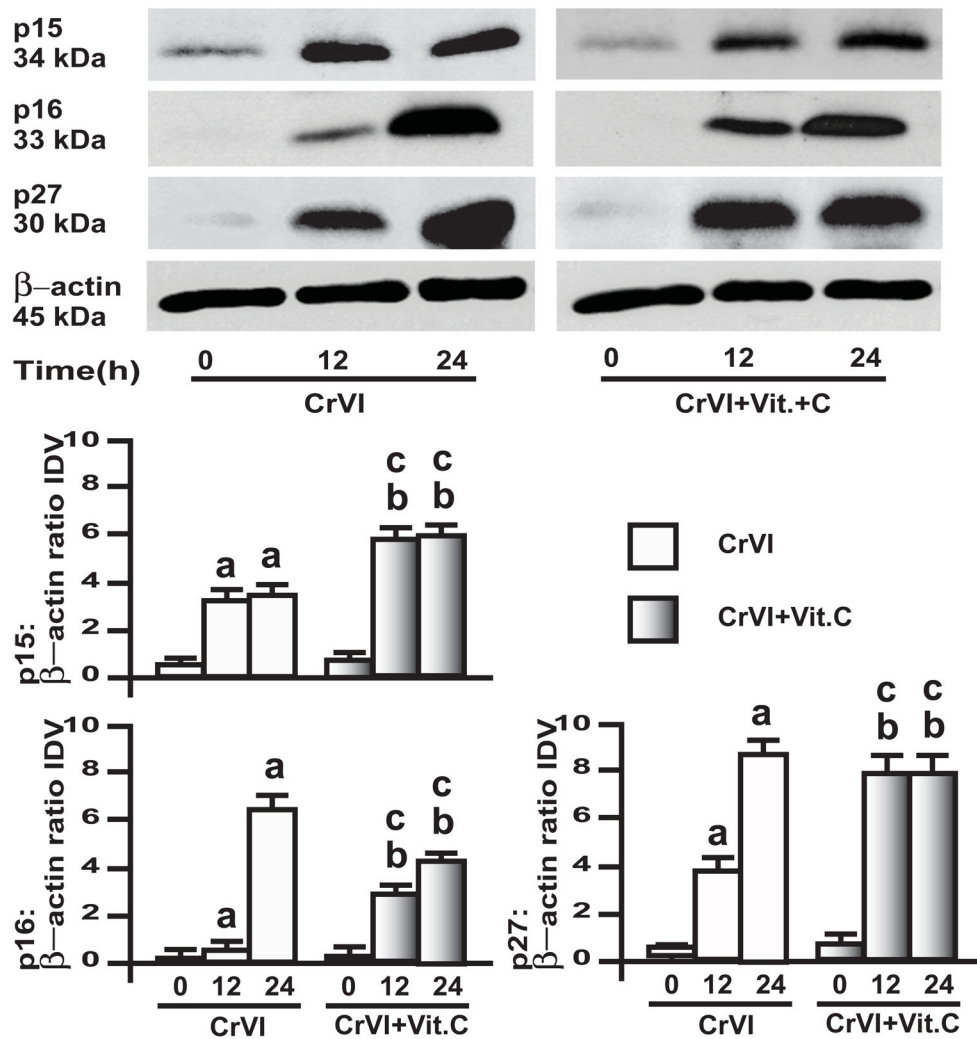 p15
34 kDa
p16
33 kDa
p27
30 kDa
β–actin
45 kDa
Time(h) 0 12 24 0 12 24
CrVI CrVI+Vit.+C
p15:
β–actin ratio IDV
10
8
6
4
2
0
a a
c c
b b
CrVI
CrVI+Vit.C
p16:
β–actin ratio IDV
10
8
6
4
2
0
a
a
c
b
c
b
0 12 24 0 12 24
CrVI CrVI+Vit.C
p27:
β–actin ratio IDV
10
8
6
4
2
0
a
a
c c
b b
0 12 24 0 12 24
CrVI CrVI+Vit.C